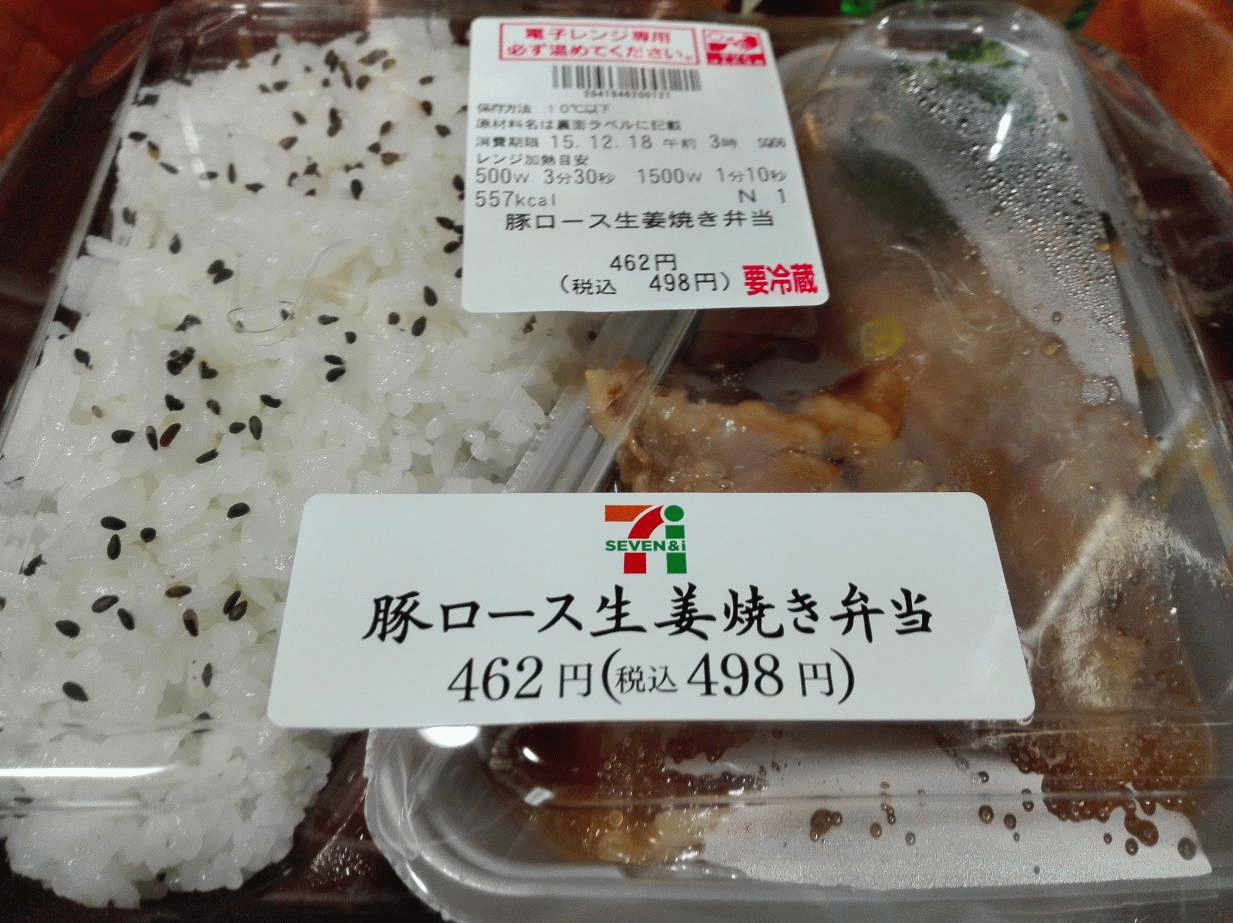 電子レンジ専用
必ず温めてください。
2041846200121
保存方法 10℃以下
原材料名は裏面ラベルに記載
消費期限 15.12.18 午前 3時 SQ06
レンジ加熱目安
500W 3分30秒 1500W 1分10秒
557kcal N 1
豚ロース生姜焼き弁当
462円
(税込 498円) 要冷蔵
SEVEN&i
豚ロース生姜焼き弁当
462円(税込498円)